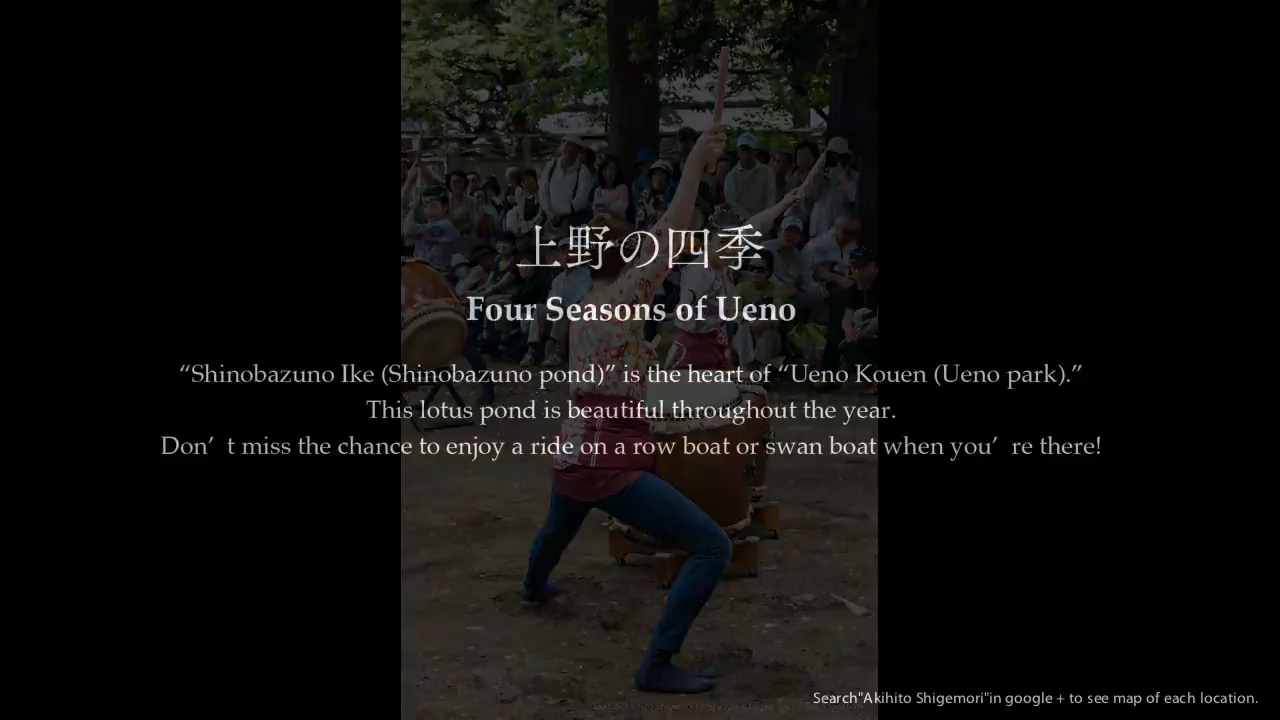 上野の四季
Four Seasons of Ueno
“Shinobazuno Ike (Shinobazuno pond)” is the heart of “Ueno Kouen (Ueno park).”
This lotus pond is beautiful throughout the year.
Don’t miss the chance to enjoy a ride on a row boat or swan boat when you’re there!
Search"Akihito Shigemori"in google + to see map of each location.